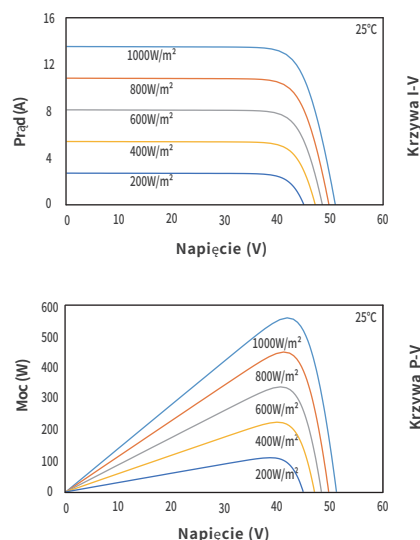 16
25℃
1000W/m²
12
800W/m²
Prąd (A)
8
600W/m²
400W/m²
4
200W/m²
0
0 10 20 30 40 50 60
Napięcie (V)
Krzywa I-V
600
25℃
500
1000W/m²
400
800W/m²
Moc (W)
300
600W/m²
200
400W/m²
100
200W/m²
0
0 10 20 30 40 50 60
Napięcie (V)
Krzywa P-V